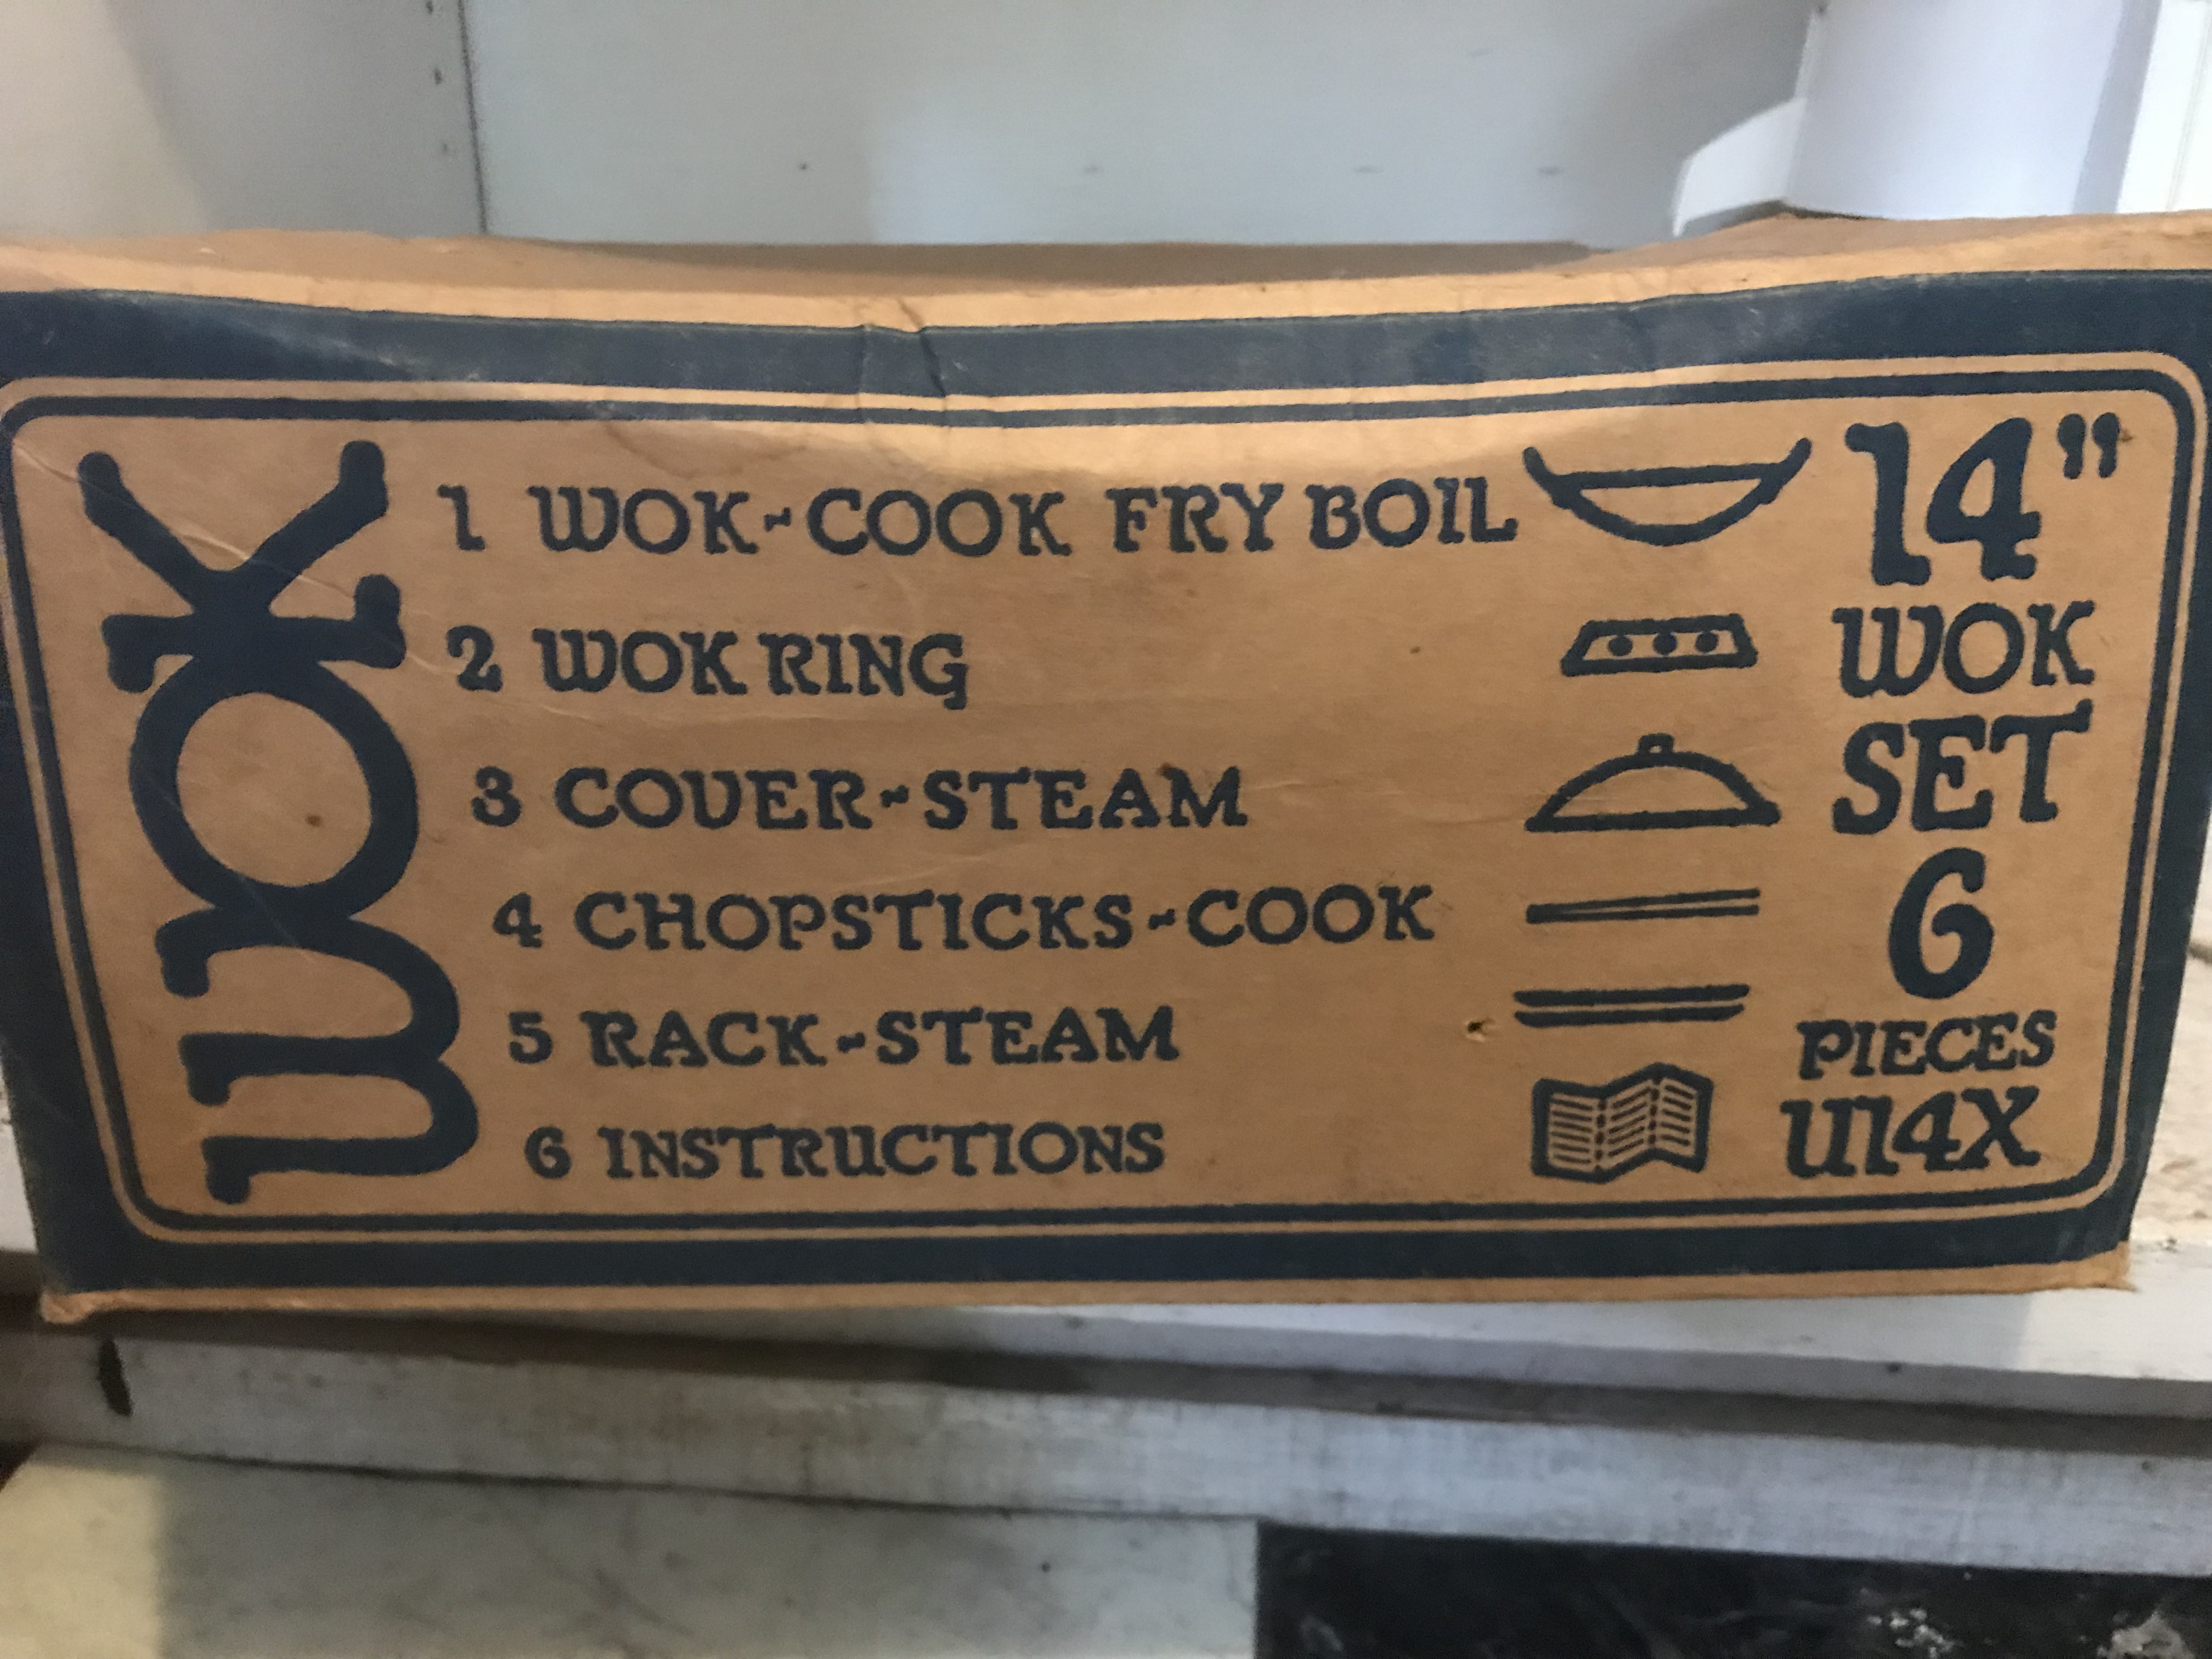 WOK
1 WOK~COOK FRY BOIL
2 WOK RING
3 COVER~STEAM
4 CHOPSTICKS~COOK
5 RACK~STEAM
6 INSTRUCTIONS
14"
WOK
SET
6
PIECES
U14X